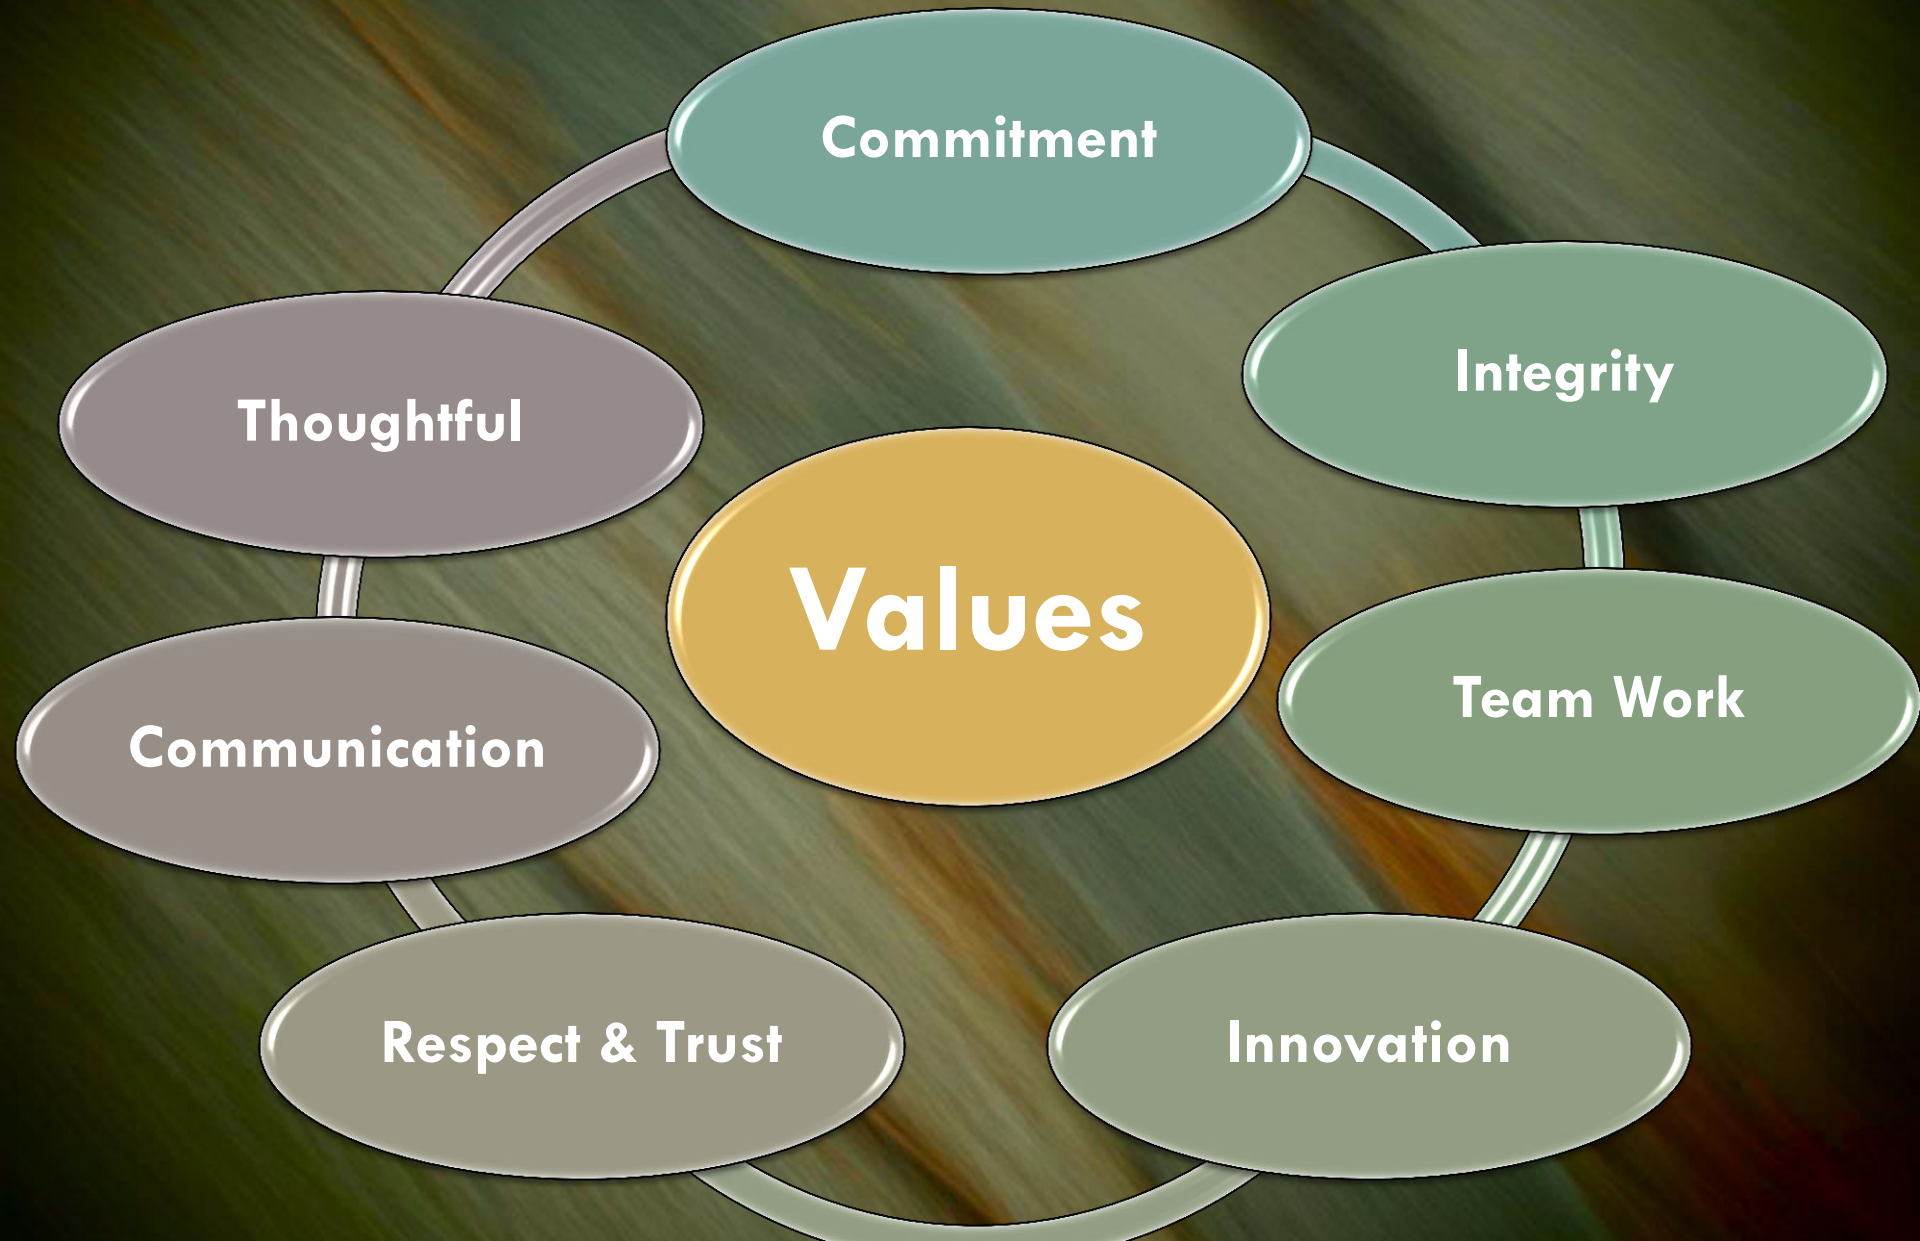 Commitment
Integrity
Thoughtful
Values
Team Work
Communication
Respect & Trust
Innovation